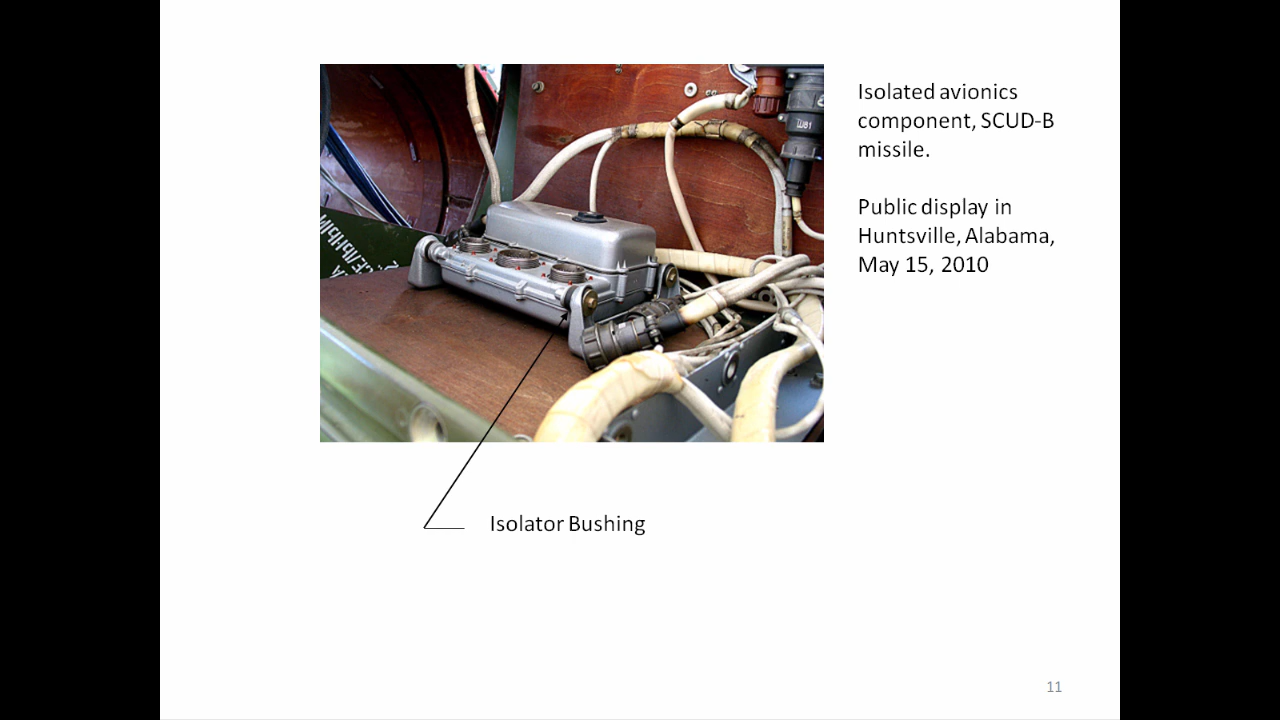 Isolated avionics
component, SCUD-B
missile.
Public display in
Huntsville, Alabama,
May 15, 2010
Isolator Bushing
11